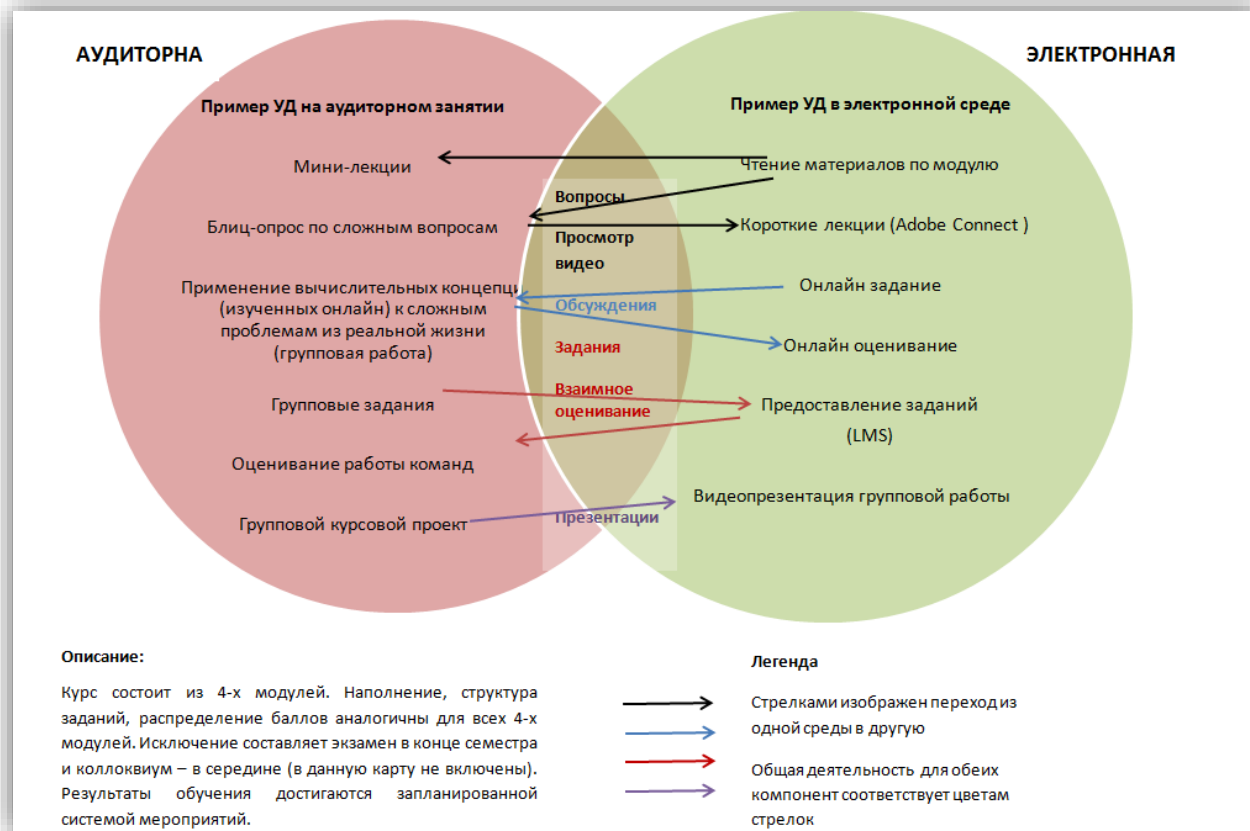 АУДИТОРНА
ЭЛЕКТРОННАЯ
Пример УД на аудиторном занятии
Мини-лекции
Блиц-опрос по сложным вопросам
Применение вычислительных концепци
(изученных онлайн) к сложным
проблемам из реальной жизни
(групповая работа)
Групповые задания
Оценивание работы команд
Групповой курсовой проект
Вопросы
Просмотр
видео
Обсуждения
Задания
Взаимное
оценивание
Презентации
Пример УД в электронной среде
Чтение материалов по модулю
Короткие лекции (Adobe Connect )
Онлайн задание
Онлайн оценивание
Предоставление заданий
(LMS)
Видеопрезентация групповой работы
Описание:
Курс состоит из 4-х модулей. Наполнение, структура
заданий, распределение баллов аналогичны для всех 4-х
модулей. Исключение составляет экзамен в конце семестра
и коллоквиум – в середине (в данную карту не включены).
Результаты обучения достигаются запланированной
системой мероприятий.
Легенда
Стрелками изображен переход из
одной среды в другую
Общая деятельность для обеих
компонент соответствует цветам
стрелок